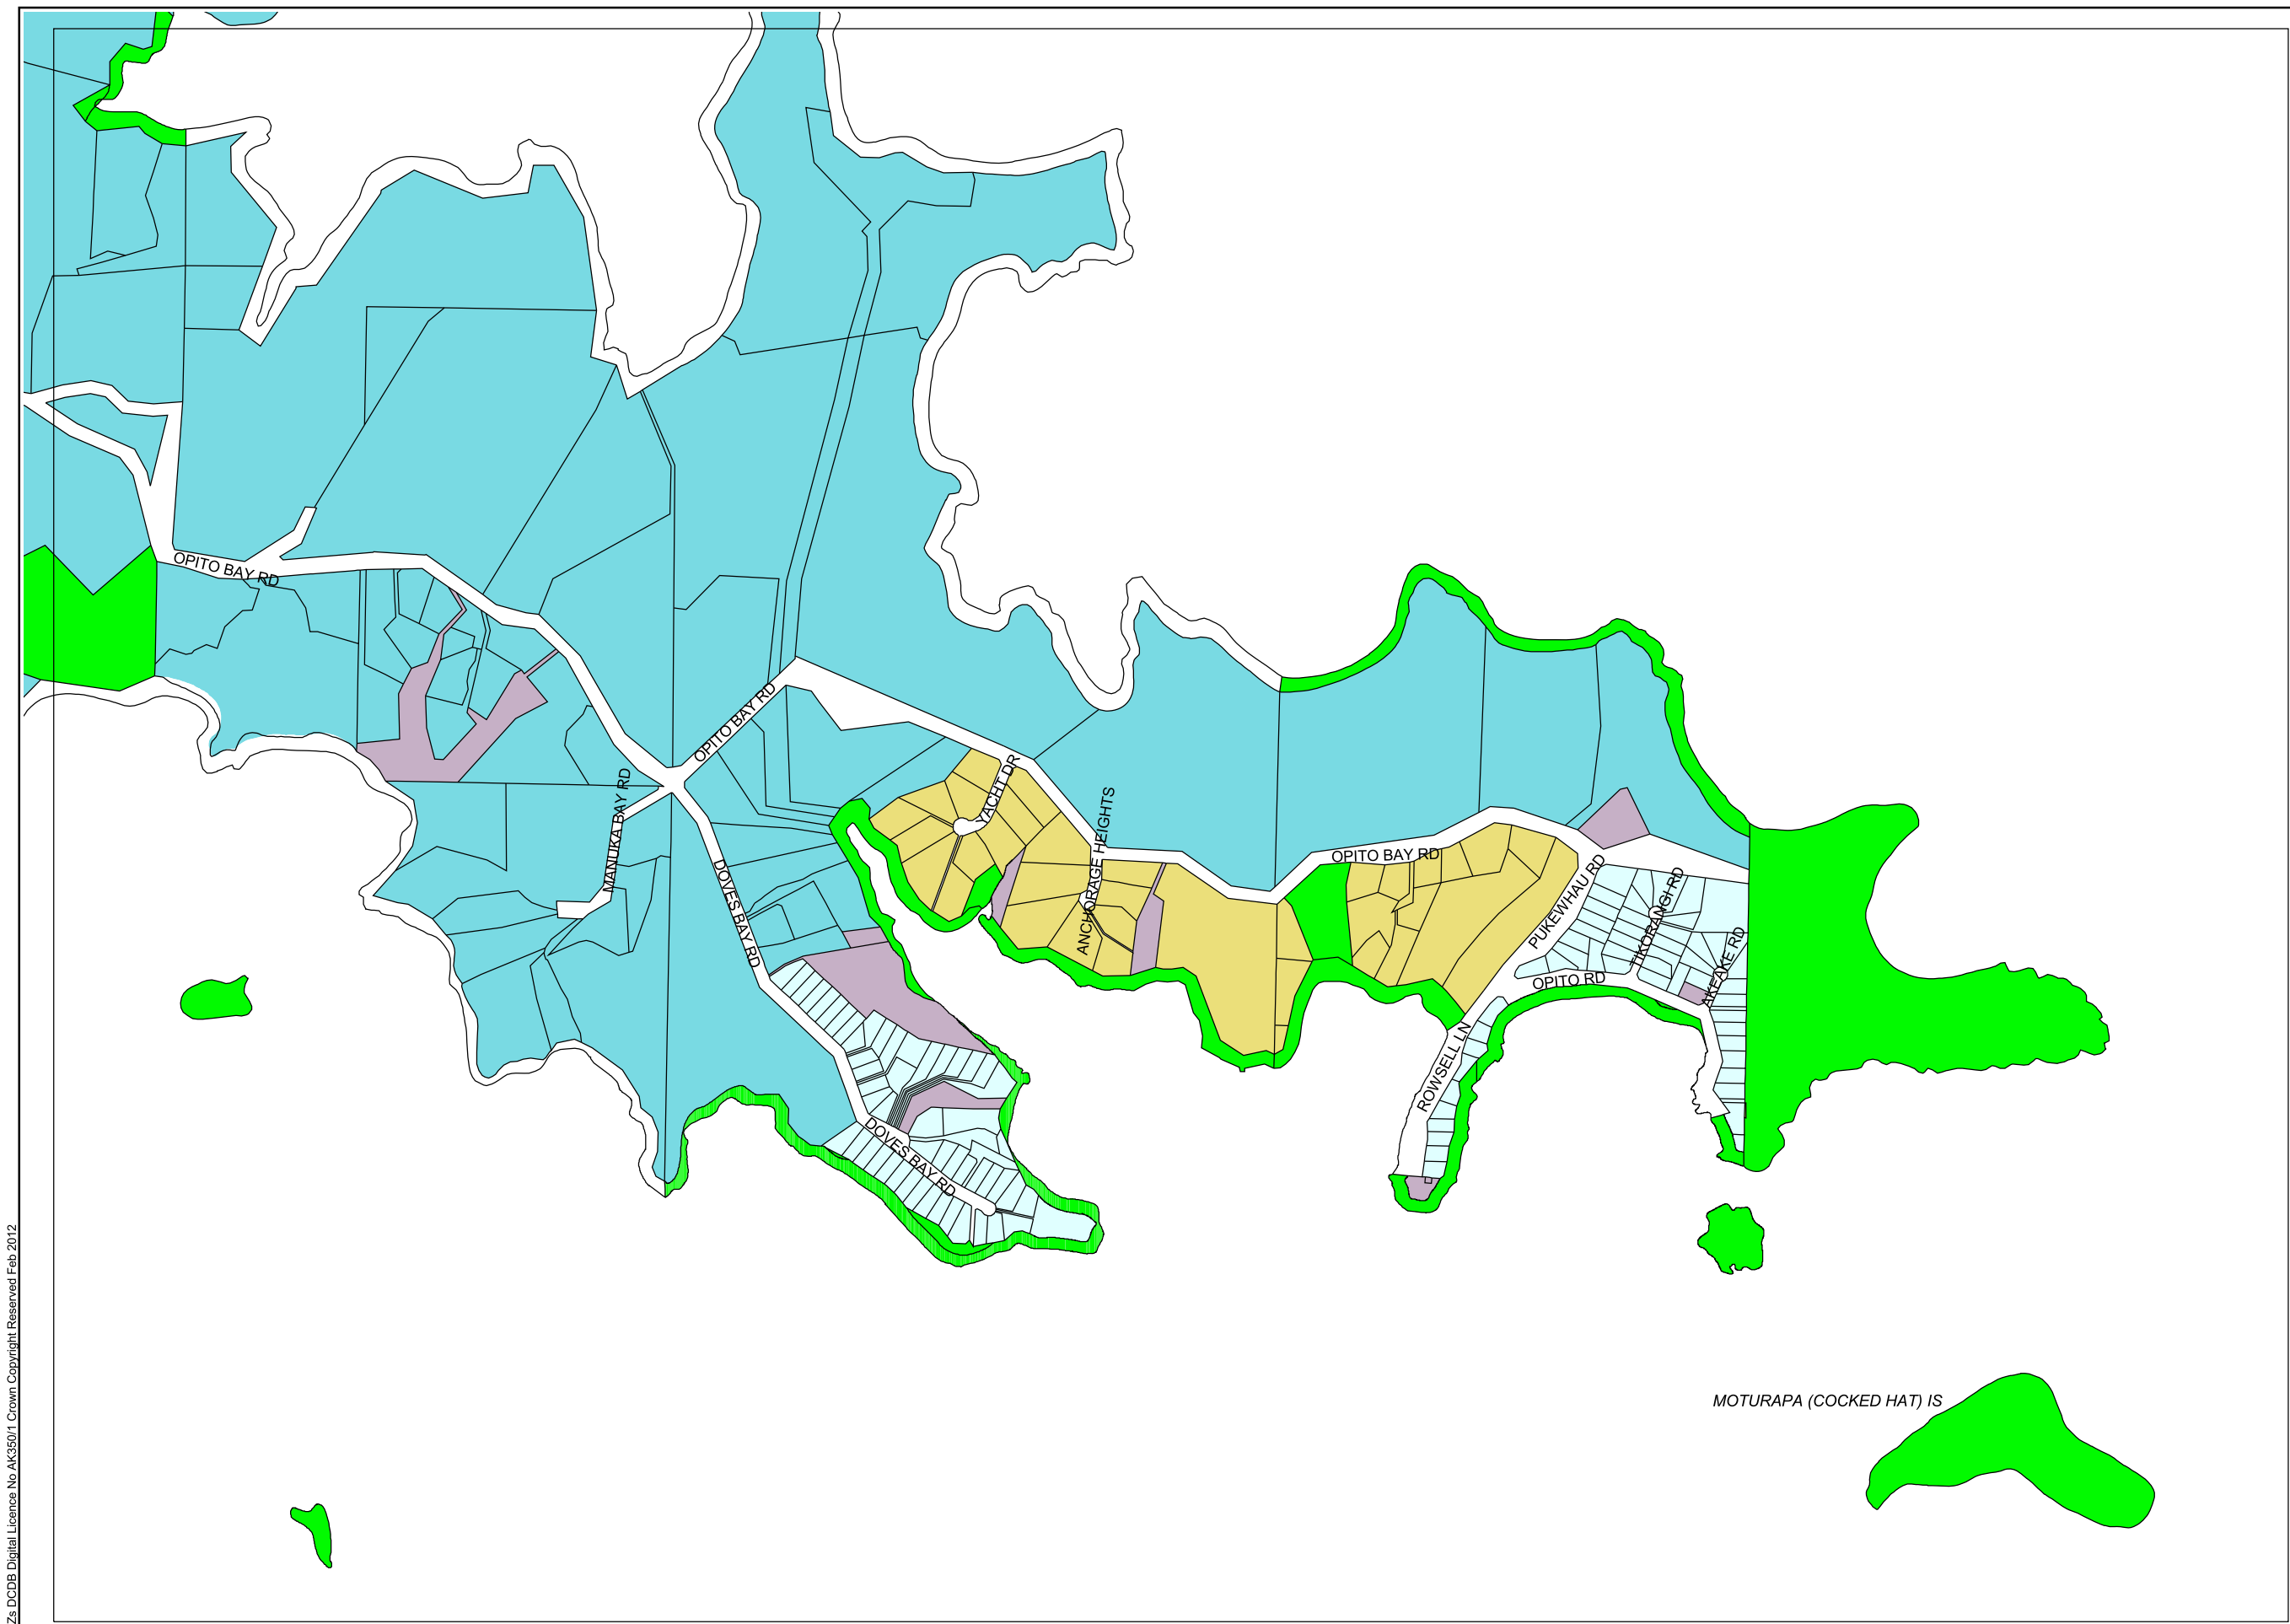 OPITO BAY RD
OPITO BAY RD
YACHT DR
MANUKA BAY RD
ANCHORAGE HEIGHTS
OPITO BAY RD
DOVES BAY RD
PUKEWHAU RD
TIKORANGI RD
AKEAKE RD
OPITO RD
ROWSELL LN
DOVES BAY RD
MOTURAPA (COCKED HAT) IS
Zs DCDB Digital Licence No AK350/1 Crown Copyright Reserved Feb 2012